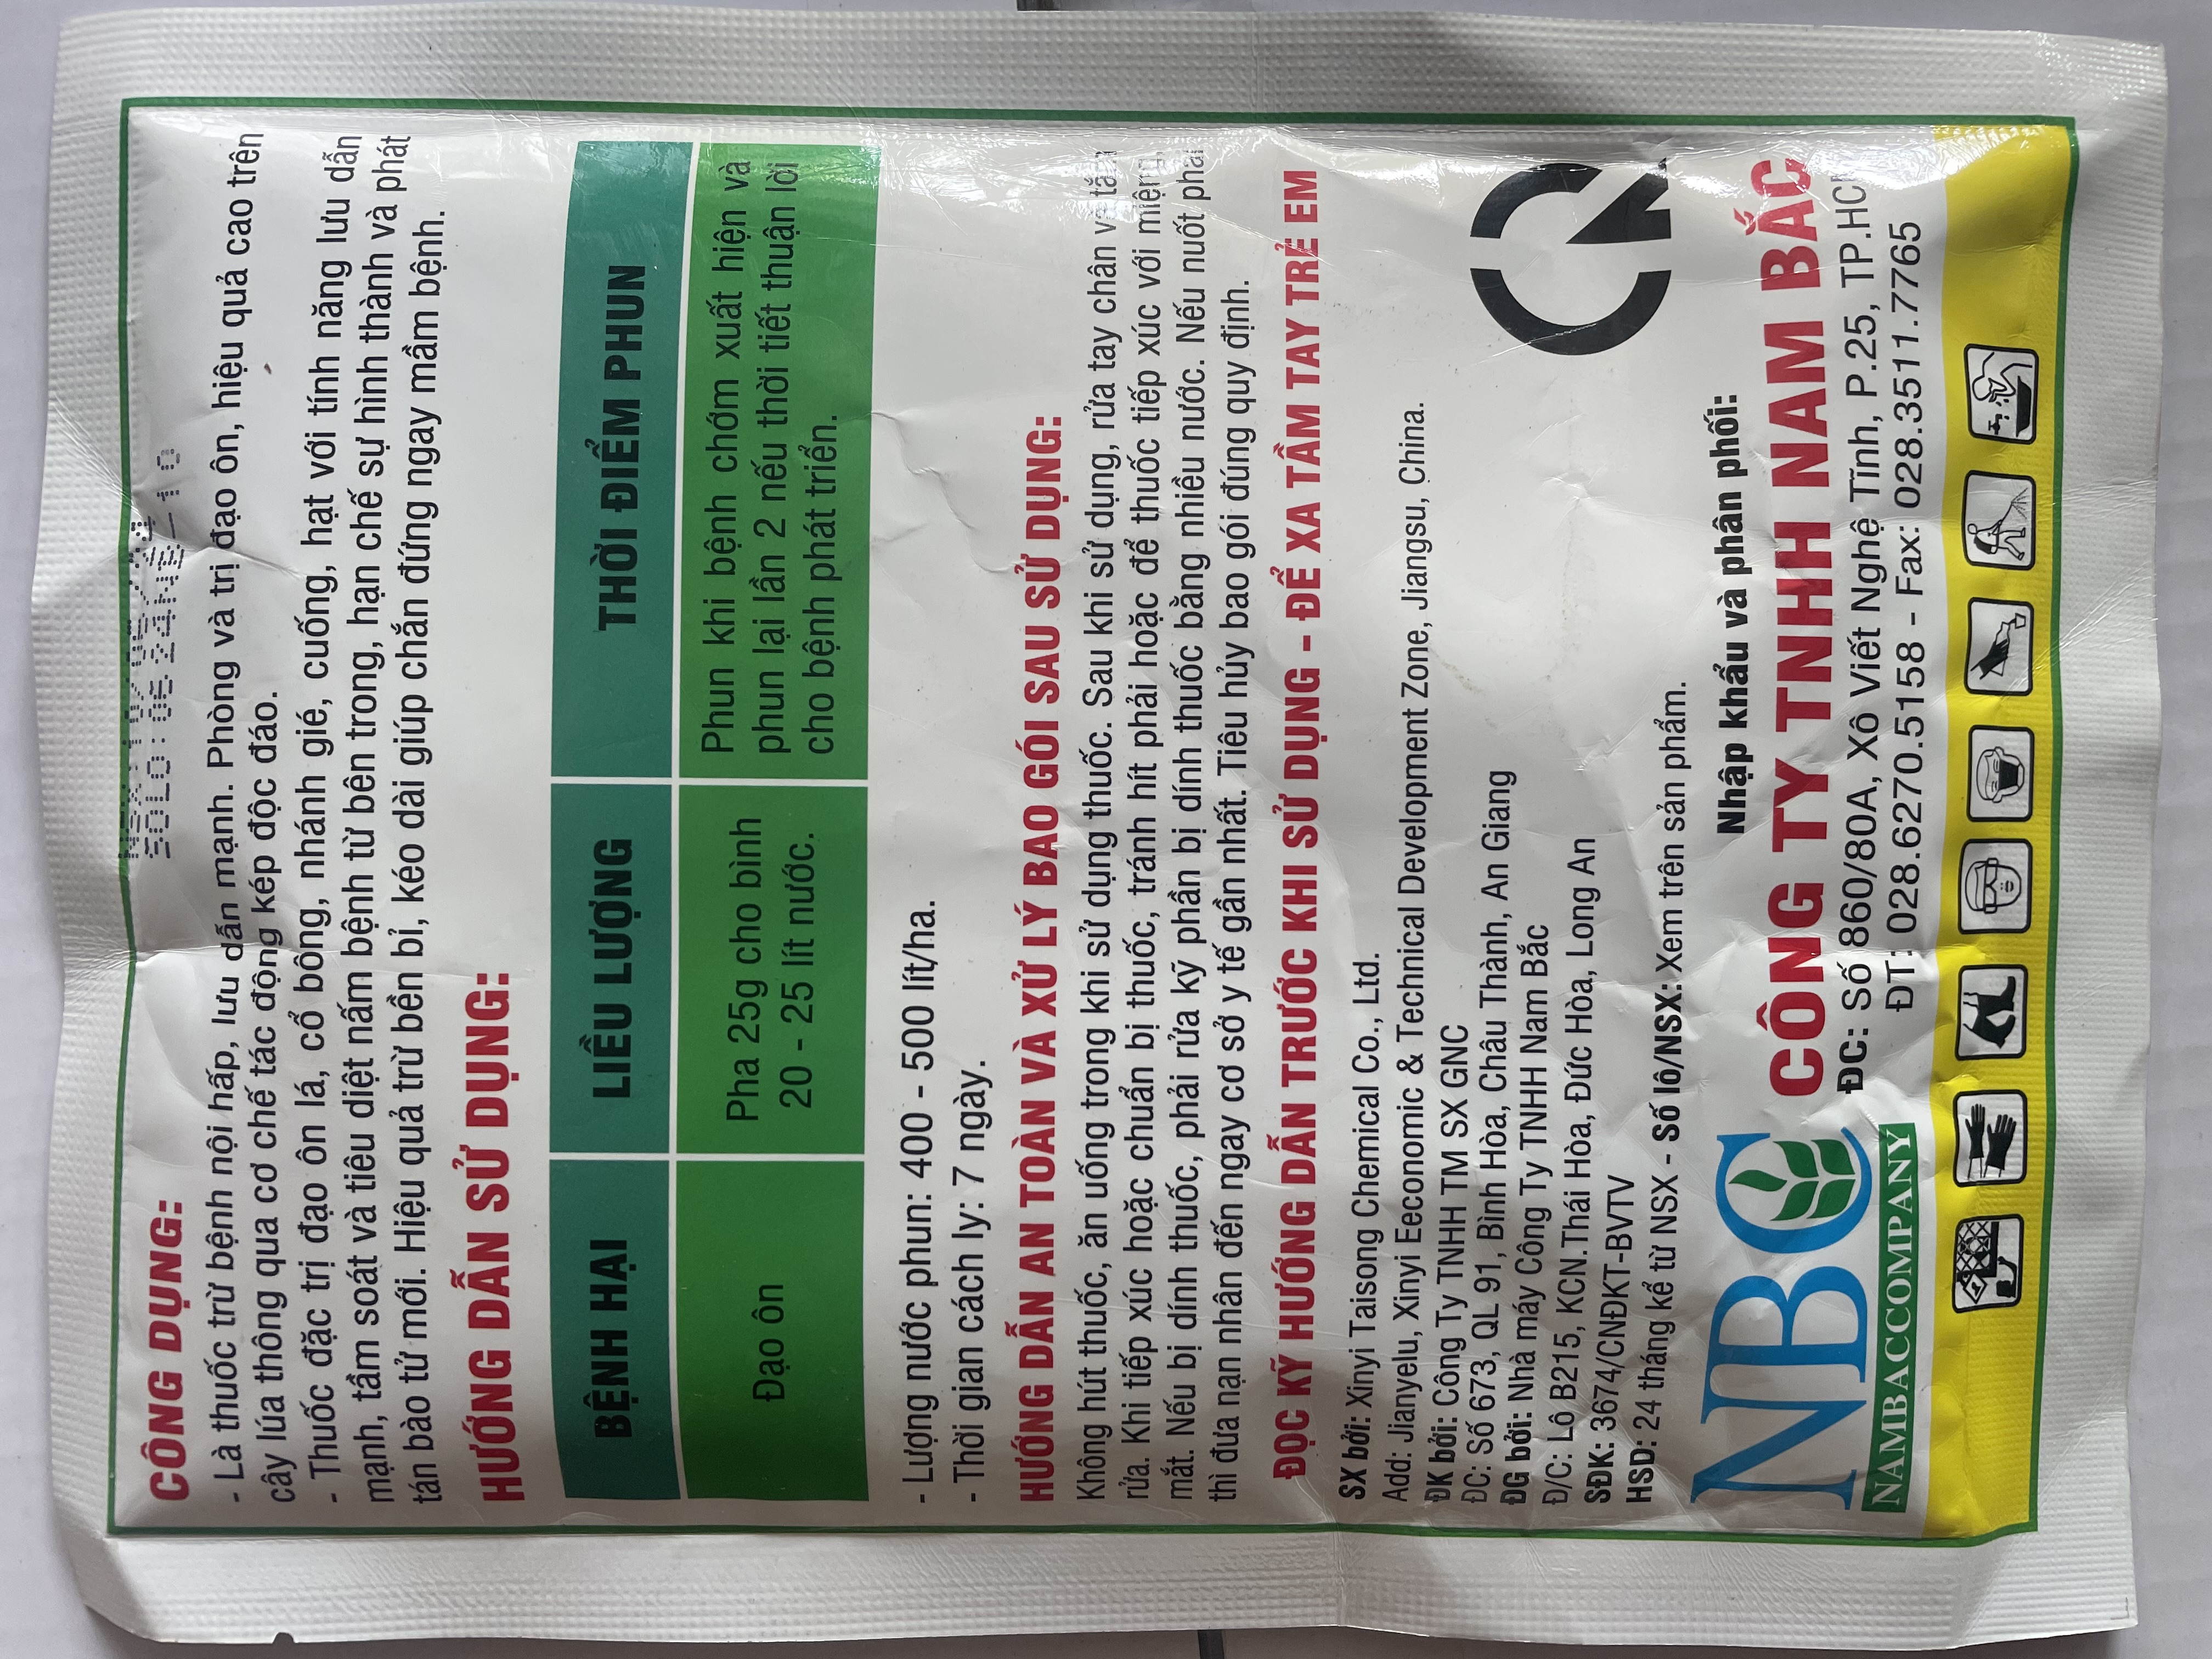 CÔNG DỤNG:
- Là thuốc trừ bệnh nội hấp, lưu dẫn mạnh. Phòng và trị đạo ôn, hiệu quả cao trên
cây lúa thông qua cơ chế tác động kép độc đáo.
- Thuốc đặc trị đạo ôn lá, cổ bông, nhánh gié, cuống, hạt với tính năng lưu dẫn
mạnh, tầm soát và tiêu diệt nấm bệnh từ bên trong, hạn chế sự hình thành và phát
tán bào tử mới. Hiệu quả trừ bền bỉ, kéo dài giúp chắn đứng ngay mầm bệnh.
HƯỚNG DẪN SỬ DỤNG:
BỆNH HẠI LIỀU LƯỢNG THỜI ĐIỂM PHUN
Đạo ôn
Pha 25g cho bình
20 - 25 lít nước.
Phun khi bệnh chớm xuất hiện và
phun lại lần 2 nếu thời tiết thuận lợi
cho bệnh phát triển.
- Lượng nước phun: 400 - 500 lít/ha.
- Thời gian cách ly: 7 ngày.
HƯỚNG DẪN AN TOÀN VÀ XỬ LÝ BAO GÓI SAU SỬ DỤNG:
Không hút thuốc, ăn uống trong khi sử dụng thuốc. Sau khi sử dụng, rửa tay chân và tắm
rửa. Khi tiếp xúc hoặc chuẩn bị thuốc, tránh hít phải hoặc để thuốc tiếp xúc với miệng,
mắt. Nếu bị dính thuốc, phải rửa kỹ phần bị dính thuốc bằng nhiều nước. Nếu nuốt phải
thì đưa nạn nhân đến ngay cơ sở y tế gần nhất. Tiêu hủy bao gói đúng quy định.
ĐỌC KỸ HƯỚNG DẪN TRƯỚC KHI SỬ DỤNG - ĐỂ XA TẦM TAY TRẺ EM
SX bởi: Xinyi Taisong Chemical Co., Ltd.
Add: Jianyelu, Xinyi Eeconomic & Technical Development Zone, Jiangsu, China.
ĐK bởi: Công Ty TNHH TM SX GNC
ĐC: Số 673, QL 91, Bình Hòa, Châu Thành, An Giang
ĐG bởi: Nhà máy Công Ty TNHH Nam Bắc
Đ/C: Lô B215, KCN.Thái Hòa, Đức Hòa, Long An
SĐK: 3674/CNĐKT-BVTV
HSD: 24 tháng kể từ NSX - Số lô/NSX: Xem trên sản phẩm.
NBC
NAMBACCOMPANY
Nhập khẩu và phân phối:
CÔNG TY TNHH NAM BẮC
ĐC: Số 860/80A, Xô Viết Nghệ Tĩnh, P.25, TP.HCM
ĐT: 028.6270.5158 - Fax: 028.3511.7765